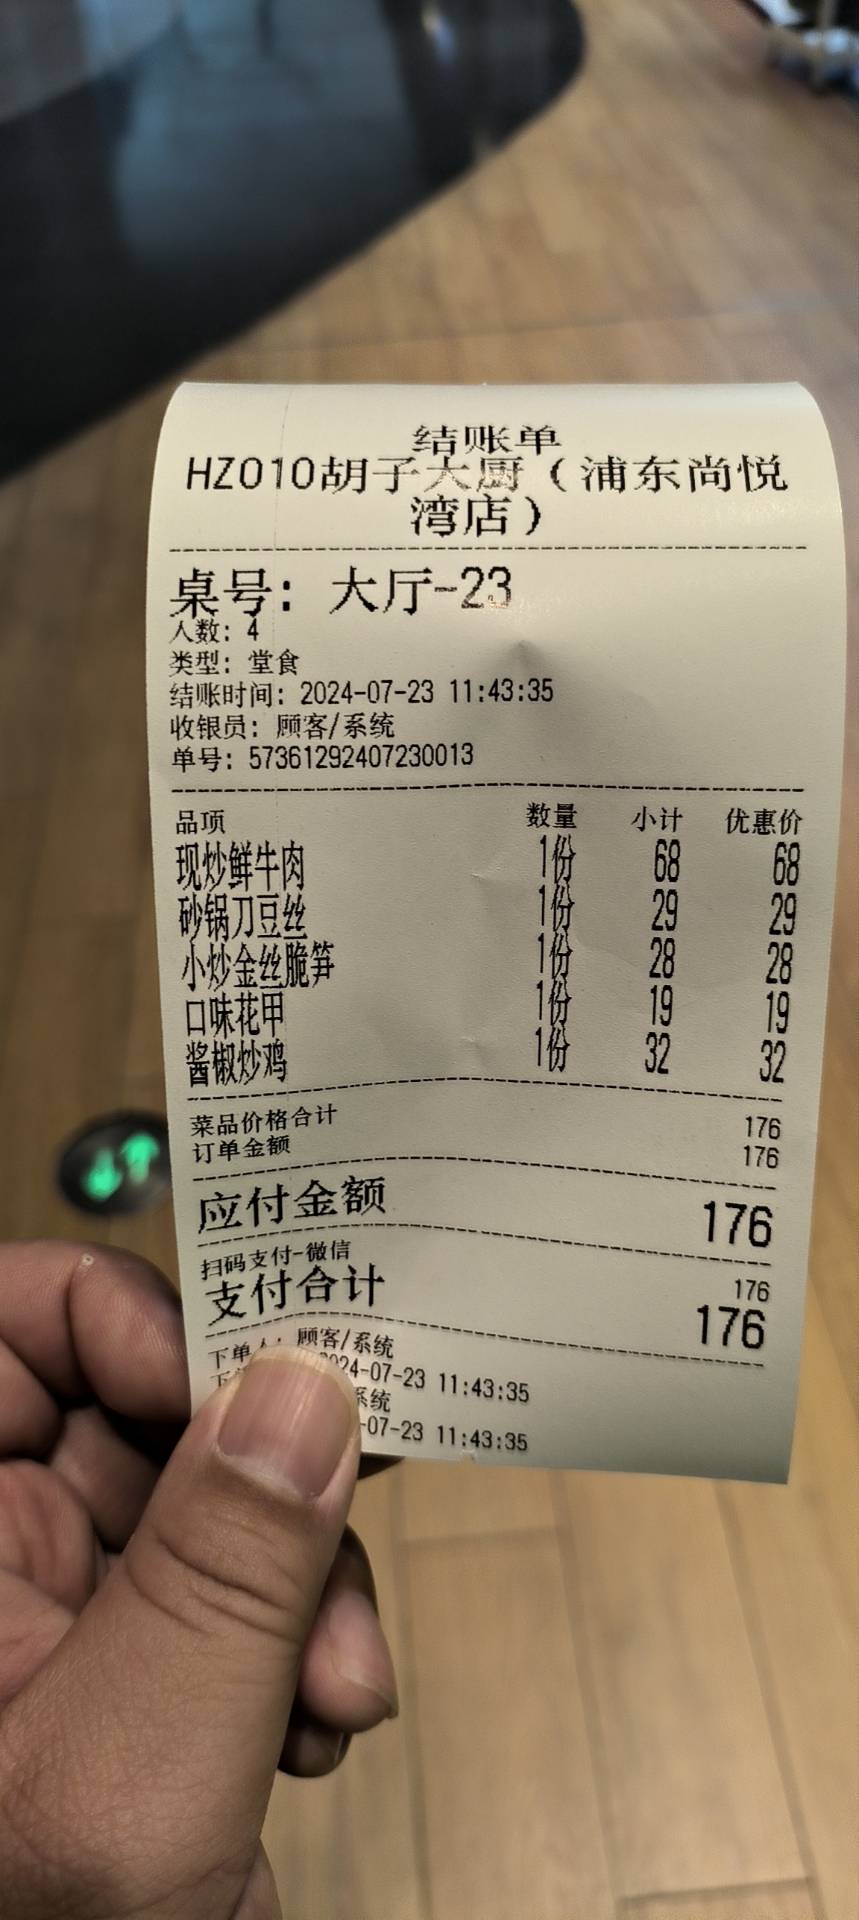 结账单
HZ010胡子大厨（浦东尚悦
湾店）
桌号： 大厅-23
人数：4
类型：堂食
结账时间：2024-07-23 11:43:35
收银员：顾客/系统
单号：57361292407230013
品项 数量 小计 优惠价
现炒鲜牛肉 1份 68 68
砂锅刀豆丝 1份 29 29
小炒金丝脆笋 1份 28 28
口味花甲 1份 19 19
酱椒炒鸡 1份 32 32
菜品价格合计 176
订单金额 176
应付金额 176
扫码支付-微信 176
支付合计 176
下单人：顾客/系统
024-07-23 11:43:35
系统
-07-23 11:43:35